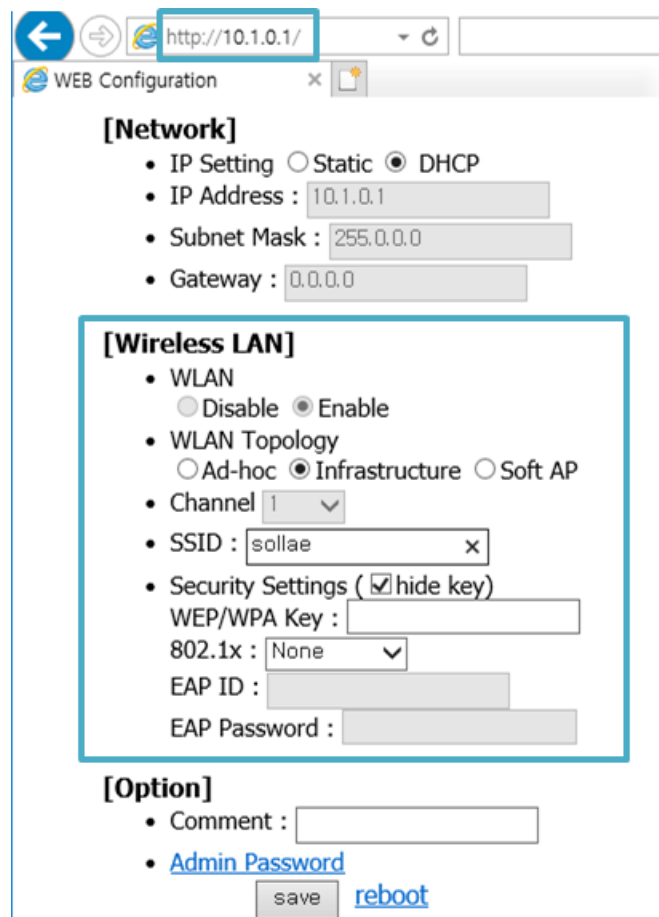 http://10.1.0.1/
WEB Configuration
[Network]
• IP Setting Static DHCP
• IP Address : 10.1.0.1
• Subnet Mask : 255.0.0.0
• Gateway : 0.0.0.0
[Wireless LAN]
• WLAN
Disable Enable
• WLAN Topology
Ad-hoc Infrastructure Soft AP
• Channel 1
• SSID : sollae
• Security Settings ( hide key)
WEP/WPA Key :
802.1x : None
EAP ID :
EAP Password :
[Option]
• Comment :
• Admin Password
save reboot